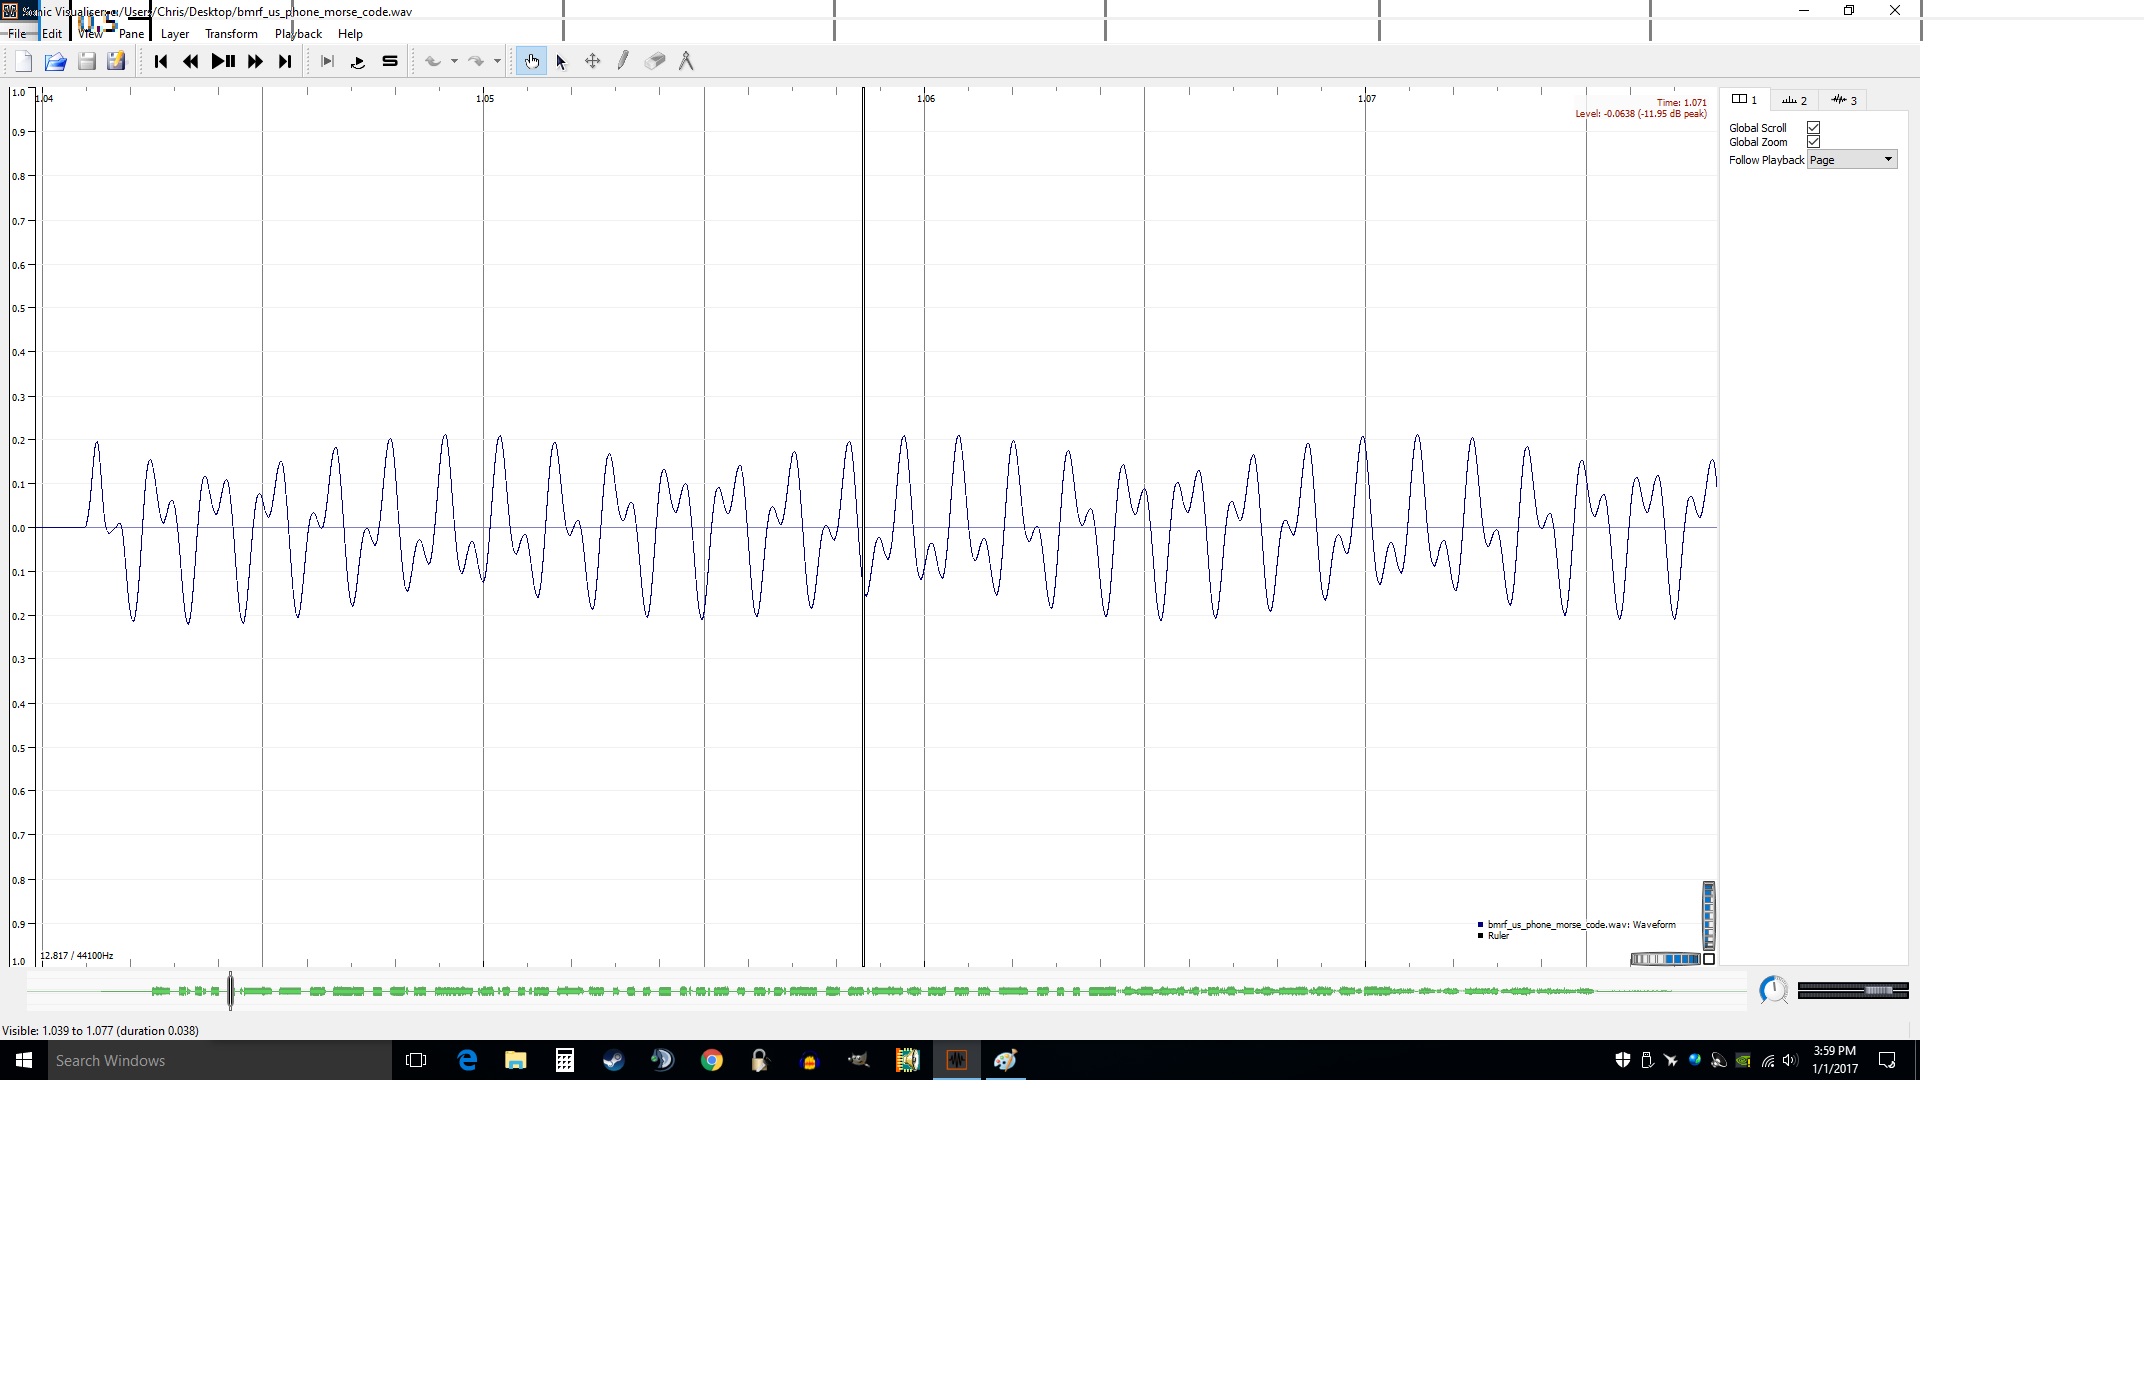 Sonic Visualiser: c:/Users/Chris/Desktop/bmrf_us_phone_morse_code.wav
0.5
File Edit View Pane Layer Transform Playback Help
1.04 1.05 1.06 1.07
1.0
0.9
0.8
0.7
0.6
0.5
0.4
0.3
0.2
0.1
0.0
0.1
0.2
0.3
0.4
0.5
0.6
0.7
0.8
0.9
1.0
Time: 1.071
Level: -0.0638 (-11.95 dB peak)
1 2 3
Global Scroll
Global Zoom
Follow Playback Page
bmrf_us_phone_morse_code.wav: Waveform
Ruler
12.817 / 44100Hz
Visible: 1.039 to 1.077 (duration 0.038)
Search Windows
3:59 PM
1/1/2017